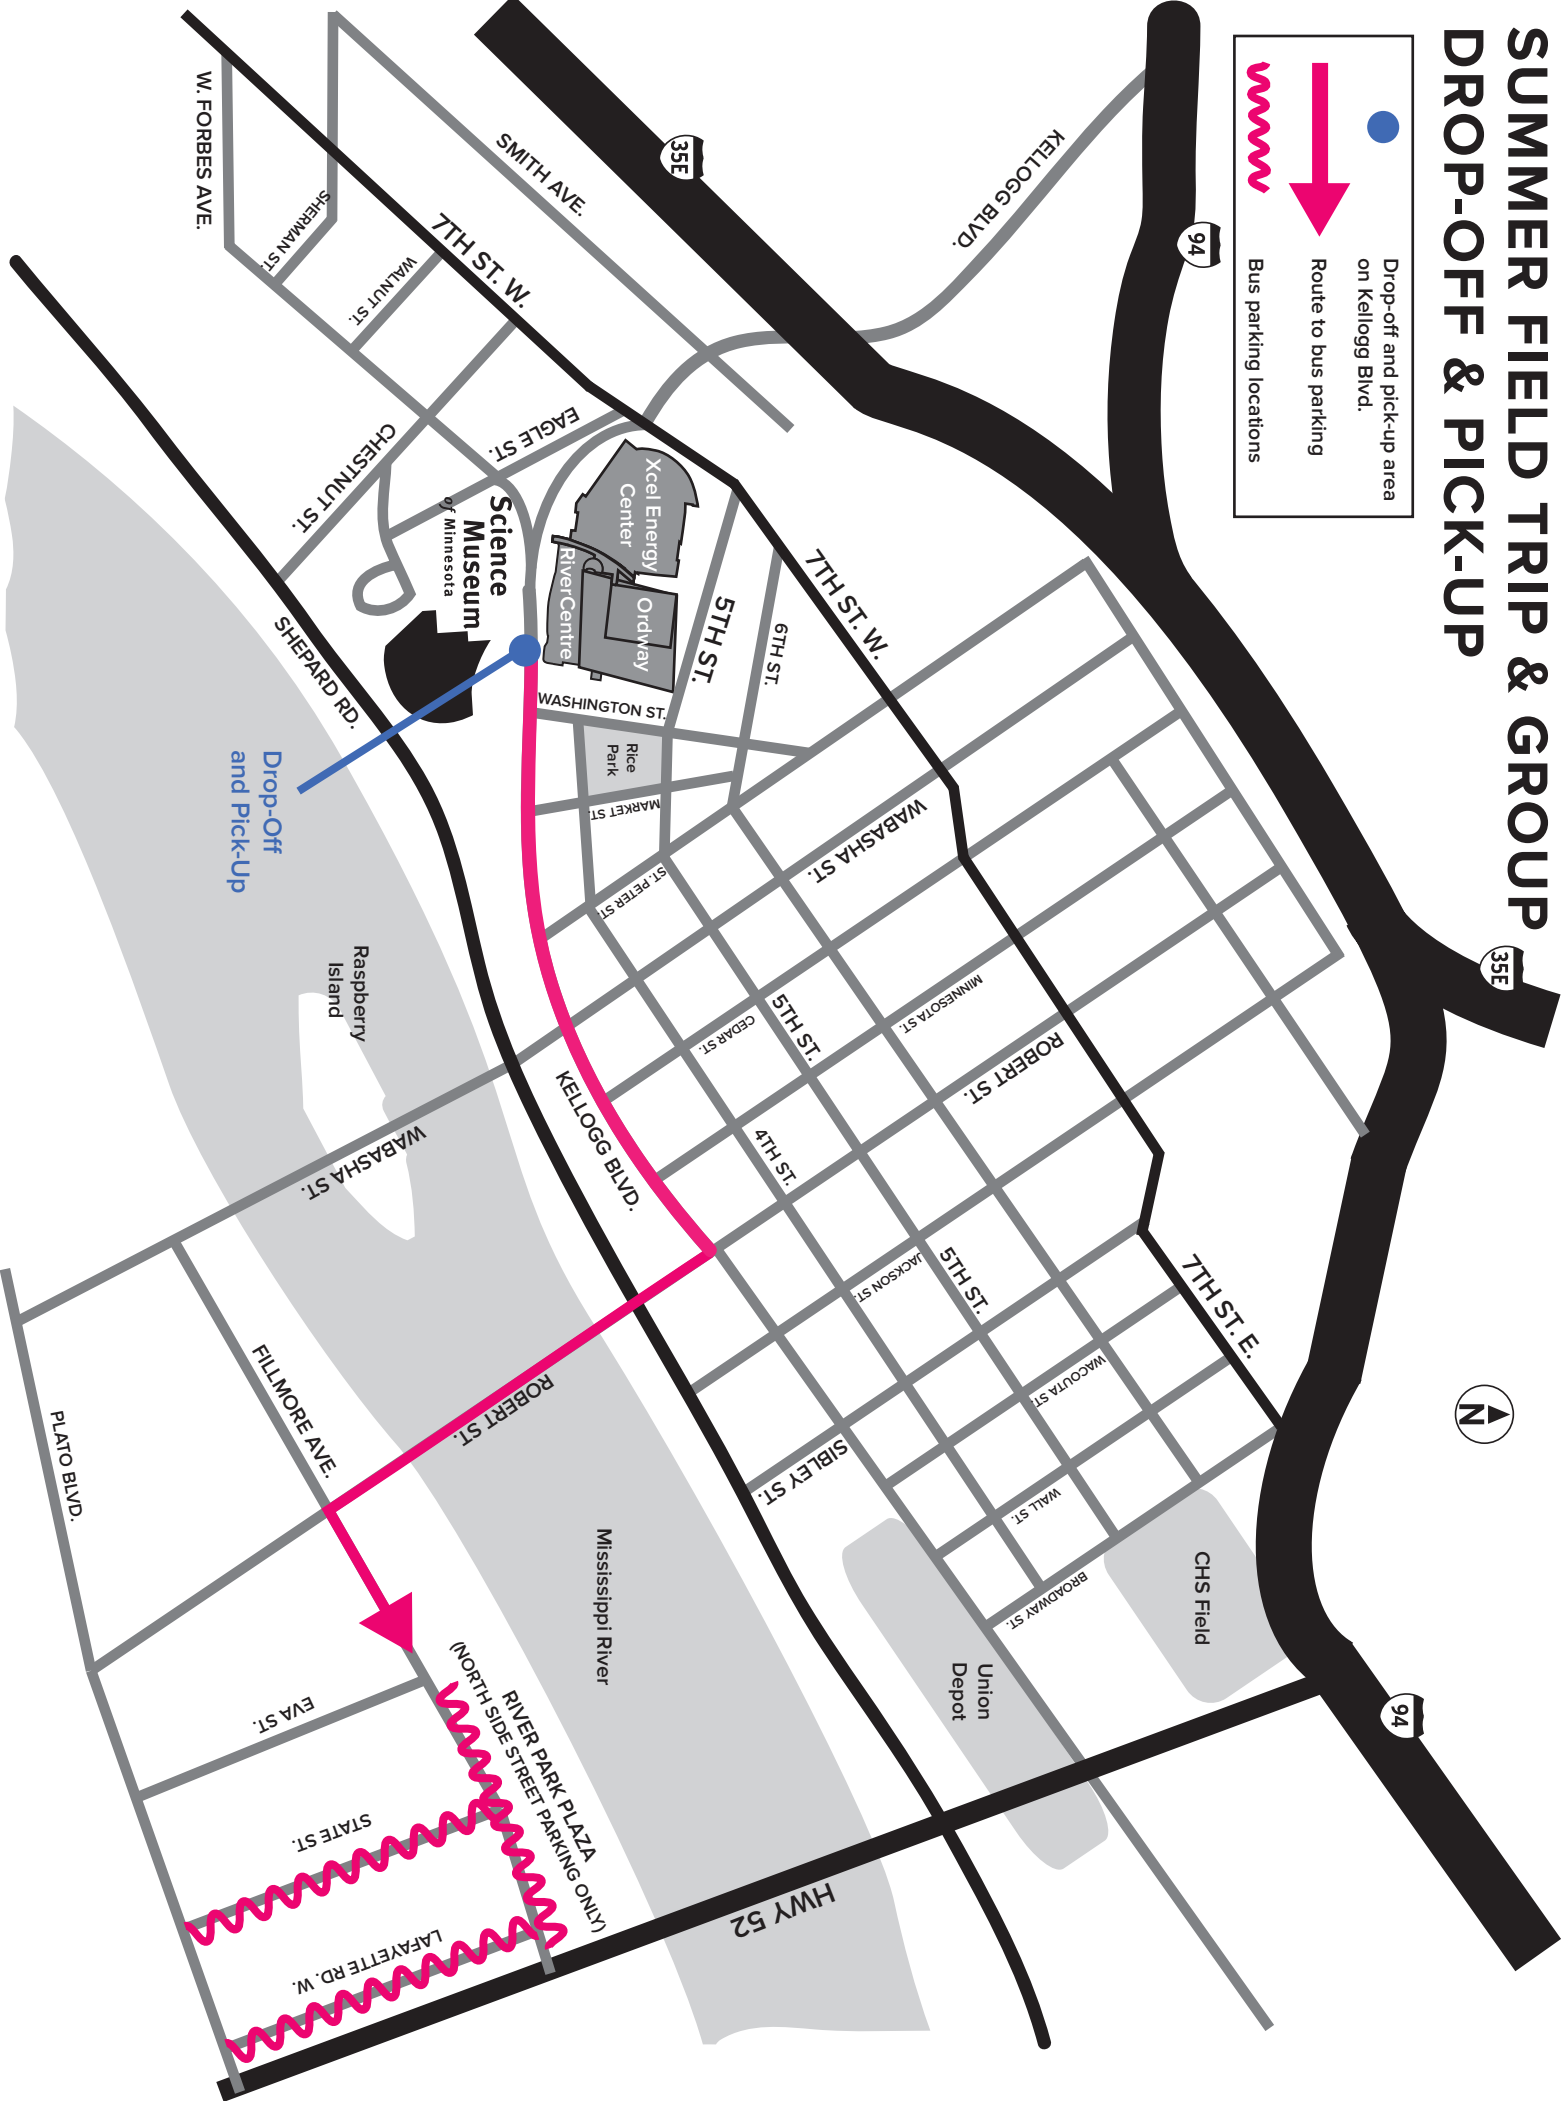 SUMMER FIELD TRIP & GROUP
DROP-OFF & PICK-UP
Drop-off and pick-up area
on Kellogg Blvd.
Route to bus parking
Bus parking locations
94
35E
KELLOGG BLVD.
35E
SMITH AVE.
7TH ST. W.
W. FORBES AVE.
SHERMAN ST.
WALNUT ST.
EAGLE ST.
CHESTNUT ST.
Xcel Energy
Center
RiverCentre
Ordway
Science
Museum
of Minnesota
SHEPARD RD.
Drop-Off
and Pick-Up
5TH ST.
6TH ST.
7TH ST. W.
WASHINGTON ST.
Rice
Park
MARKET ST.
ST. PETER ST.
WABASHA ST.
CEDAR ST.
5TH ST.
MINNESOTA ST.
ROBERT ST.
KELLOGG BLVD.
4TH ST.
JACKSON ST.
5TH ST.
7TH ST. E.
WACOUTA ST.
SIBLEY ST.
WALL ST.
BROADWAY ST.
CHS Field
Union
Depot
N
94
Raspberry
Island
WABASHA ST.
FILLMORE AVE.
ROBERT ST.
PLATO BLVD.
Mississippi River
RIVER PARK PLAZA
(NORTH SIDE STREET PARKING ONLY)
EVA ST.
STATE ST.
LAFAYETTE RD. W.
HWY 52